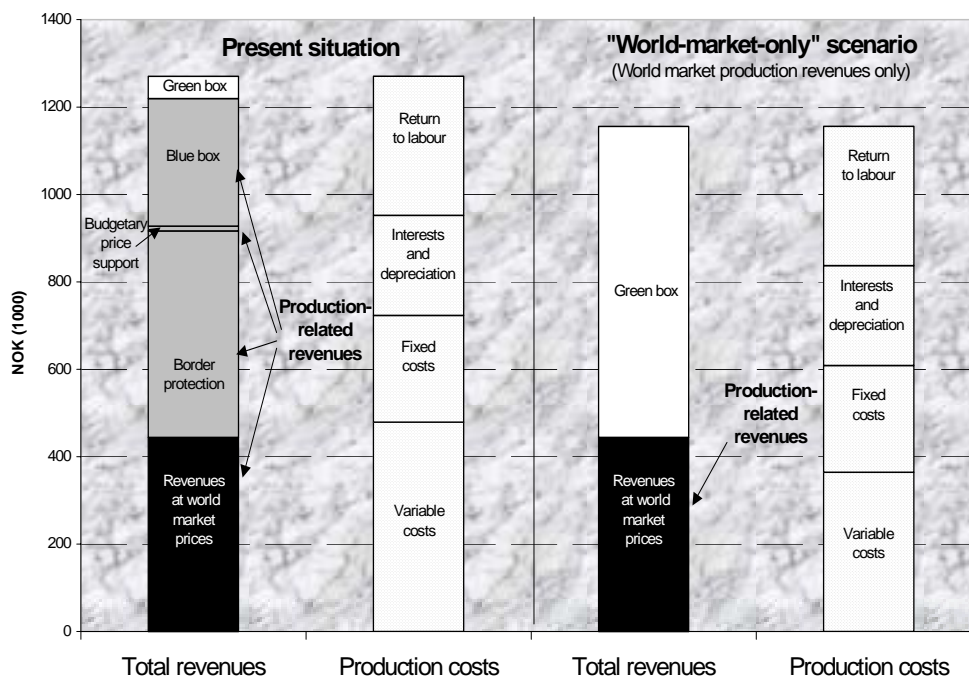 1400
1200
1000
800
600
400
200
0
NOK (1000)
Present situation
Green box
Blue box
Budgetary
price
support
Border
protection
Revenues
at world
market
prices
Production-
related
revenues
Return
to labour
Interests
and
depreciation
Fixed
costs
Variable
costs
"World-market-only" scenario
(World market production revenues only)
Green box
Production-
related
revenues
Revenues
at world
market
prices
Return
to labour
Interests
and
depreciation
Fixed
costs
Variable
costs
Total revenues
Production costs
Total revenues
Production costs